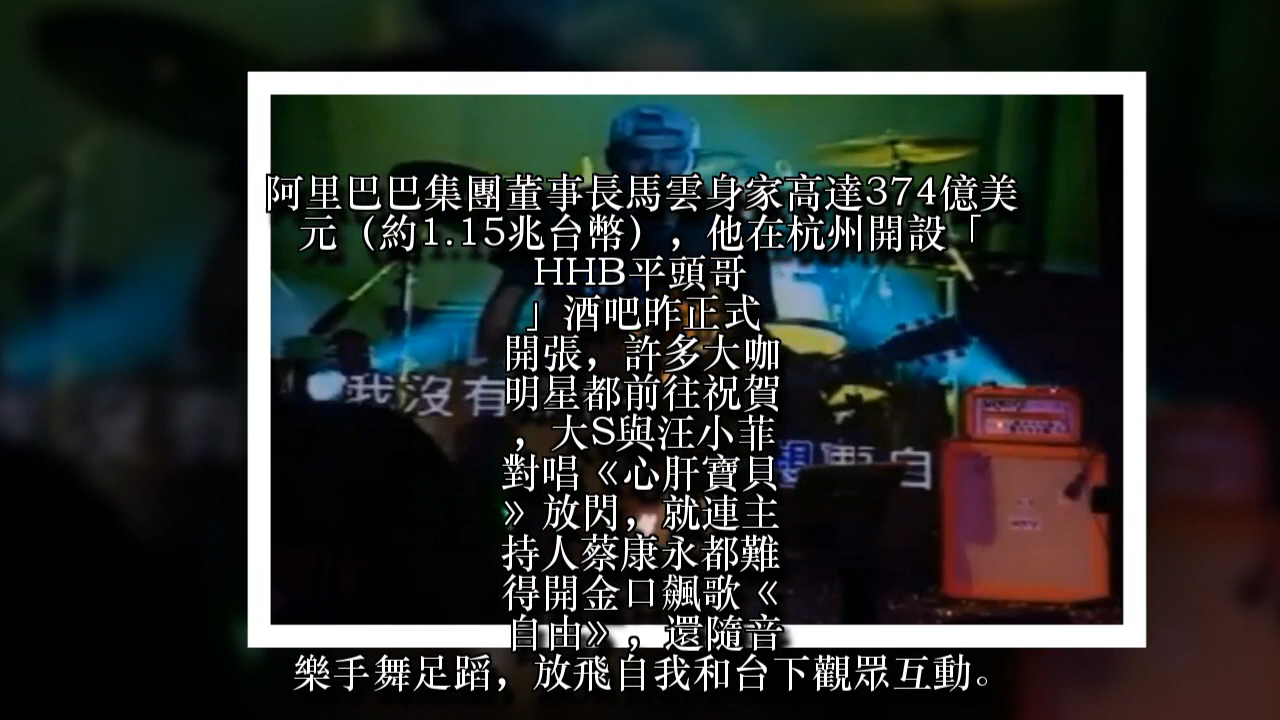 阿里巴巴集團董事長馬雲身家高達374億美
元（約1.15兆台幣），他在杭州開設「
HHB平頭哥
」酒吧昨正式
開張，許多大咖
明星都前往祝賀
，大S與汪小菲
對唱《心肝寶貝
》放閃，就連主
持人蔡康永都難
得開金口飆歌《
自由》，還隨音
樂手舞足蹈，放飛自我和台下觀眾互動。
我沒有
自